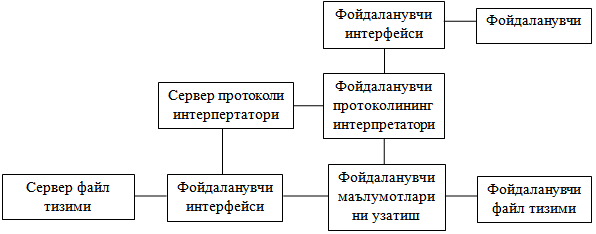 Фойдаланувчи
интерфейси
Фойдаланувчи
Сервер протоколи
интерпертатори
Фойдаланувчи
протоколининг
интерпретатори
Сервер файл
тизими
Фойдаланувчи
интерфейси
Фойдаланувчи
маълумотлари
ни узатиш
Фойдаланувчи
файл тизими